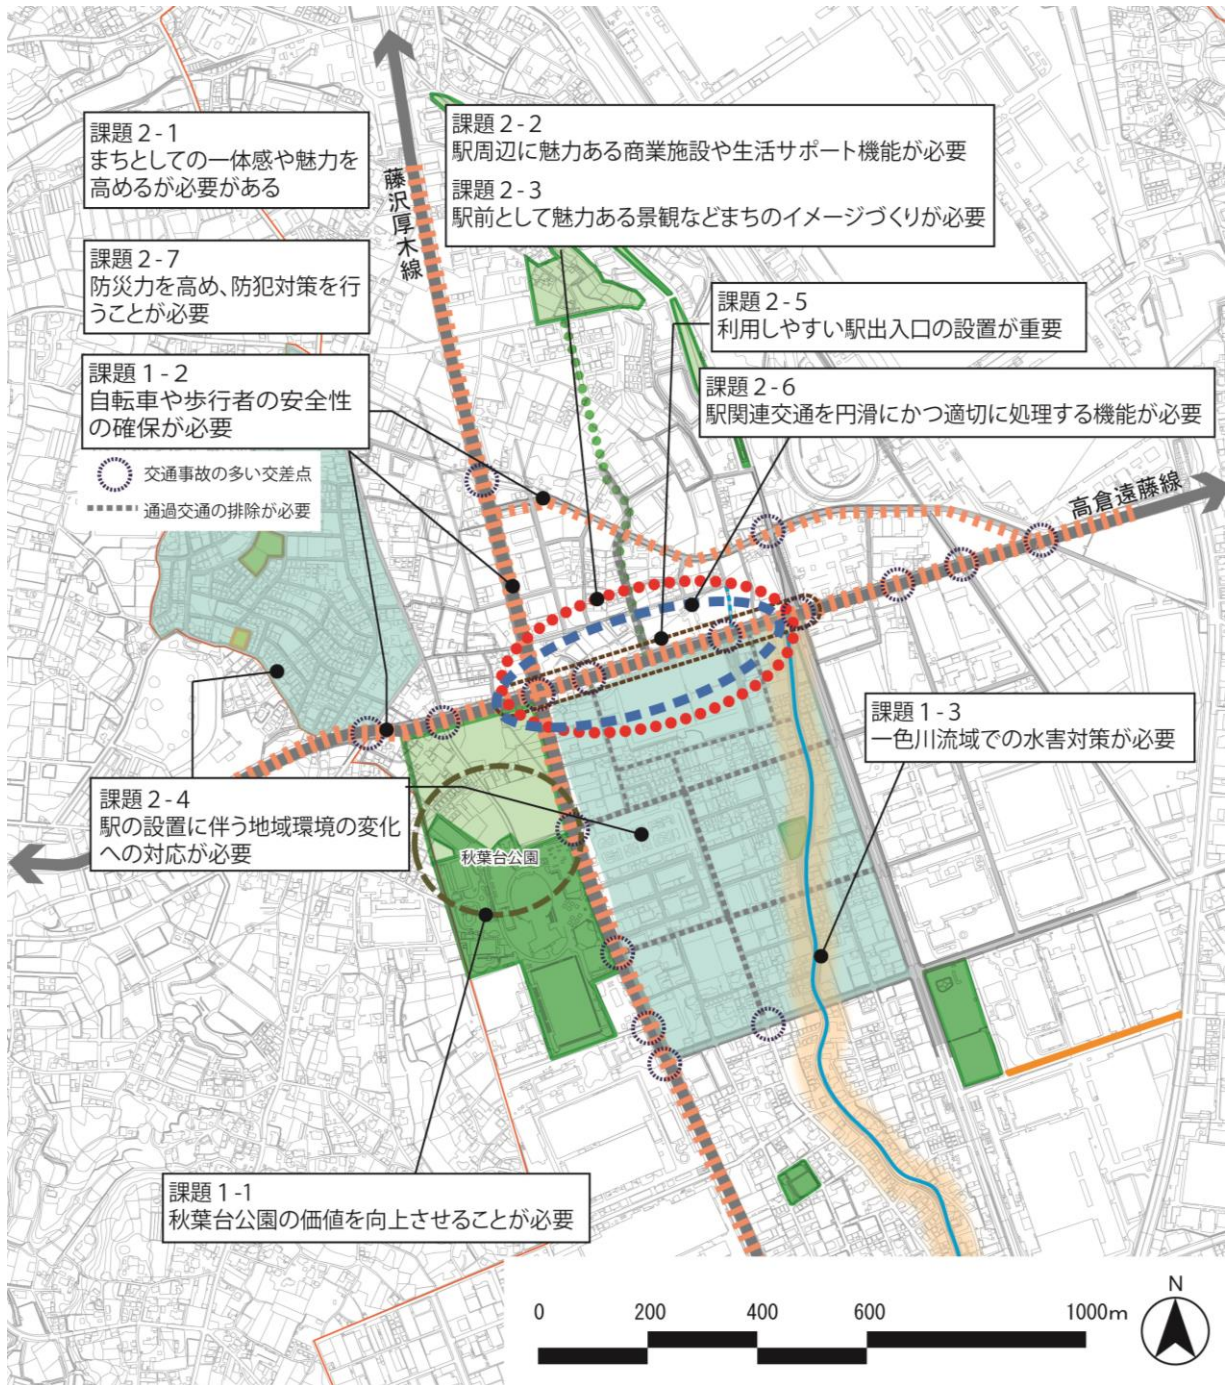 課題2-1
まちとしての一体感や魅力を
高めるが必要がある
課題2-2
駅周辺に魅力ある商業施設や生活サポート機能が必要
課題2-3
駅前として魅力ある景観などまちのイメージづくりが必要
藤沢厚木線
課題2-7
防災力を高め、防犯対策を行
うことが必要
課題2-5
利用しやすい駅出入口の設置が重要
課題1-2
自転車や歩行者の安全性
の確保が必要
課題2-6
駅関連交通を円滑にかつ適切に処理する機能が必要
交通事故の多い交差点
通過交通の排除が必要
高倉遠藤線
課題1-3
一色川流域での水害対策が必要
課題2-4
駅の設置に伴う地域環境の変化
への対応が必要
秋葉台公園
課題1-1
秋葉台公園の価値を向上させることが必要
0 200 400 600 1000m
N